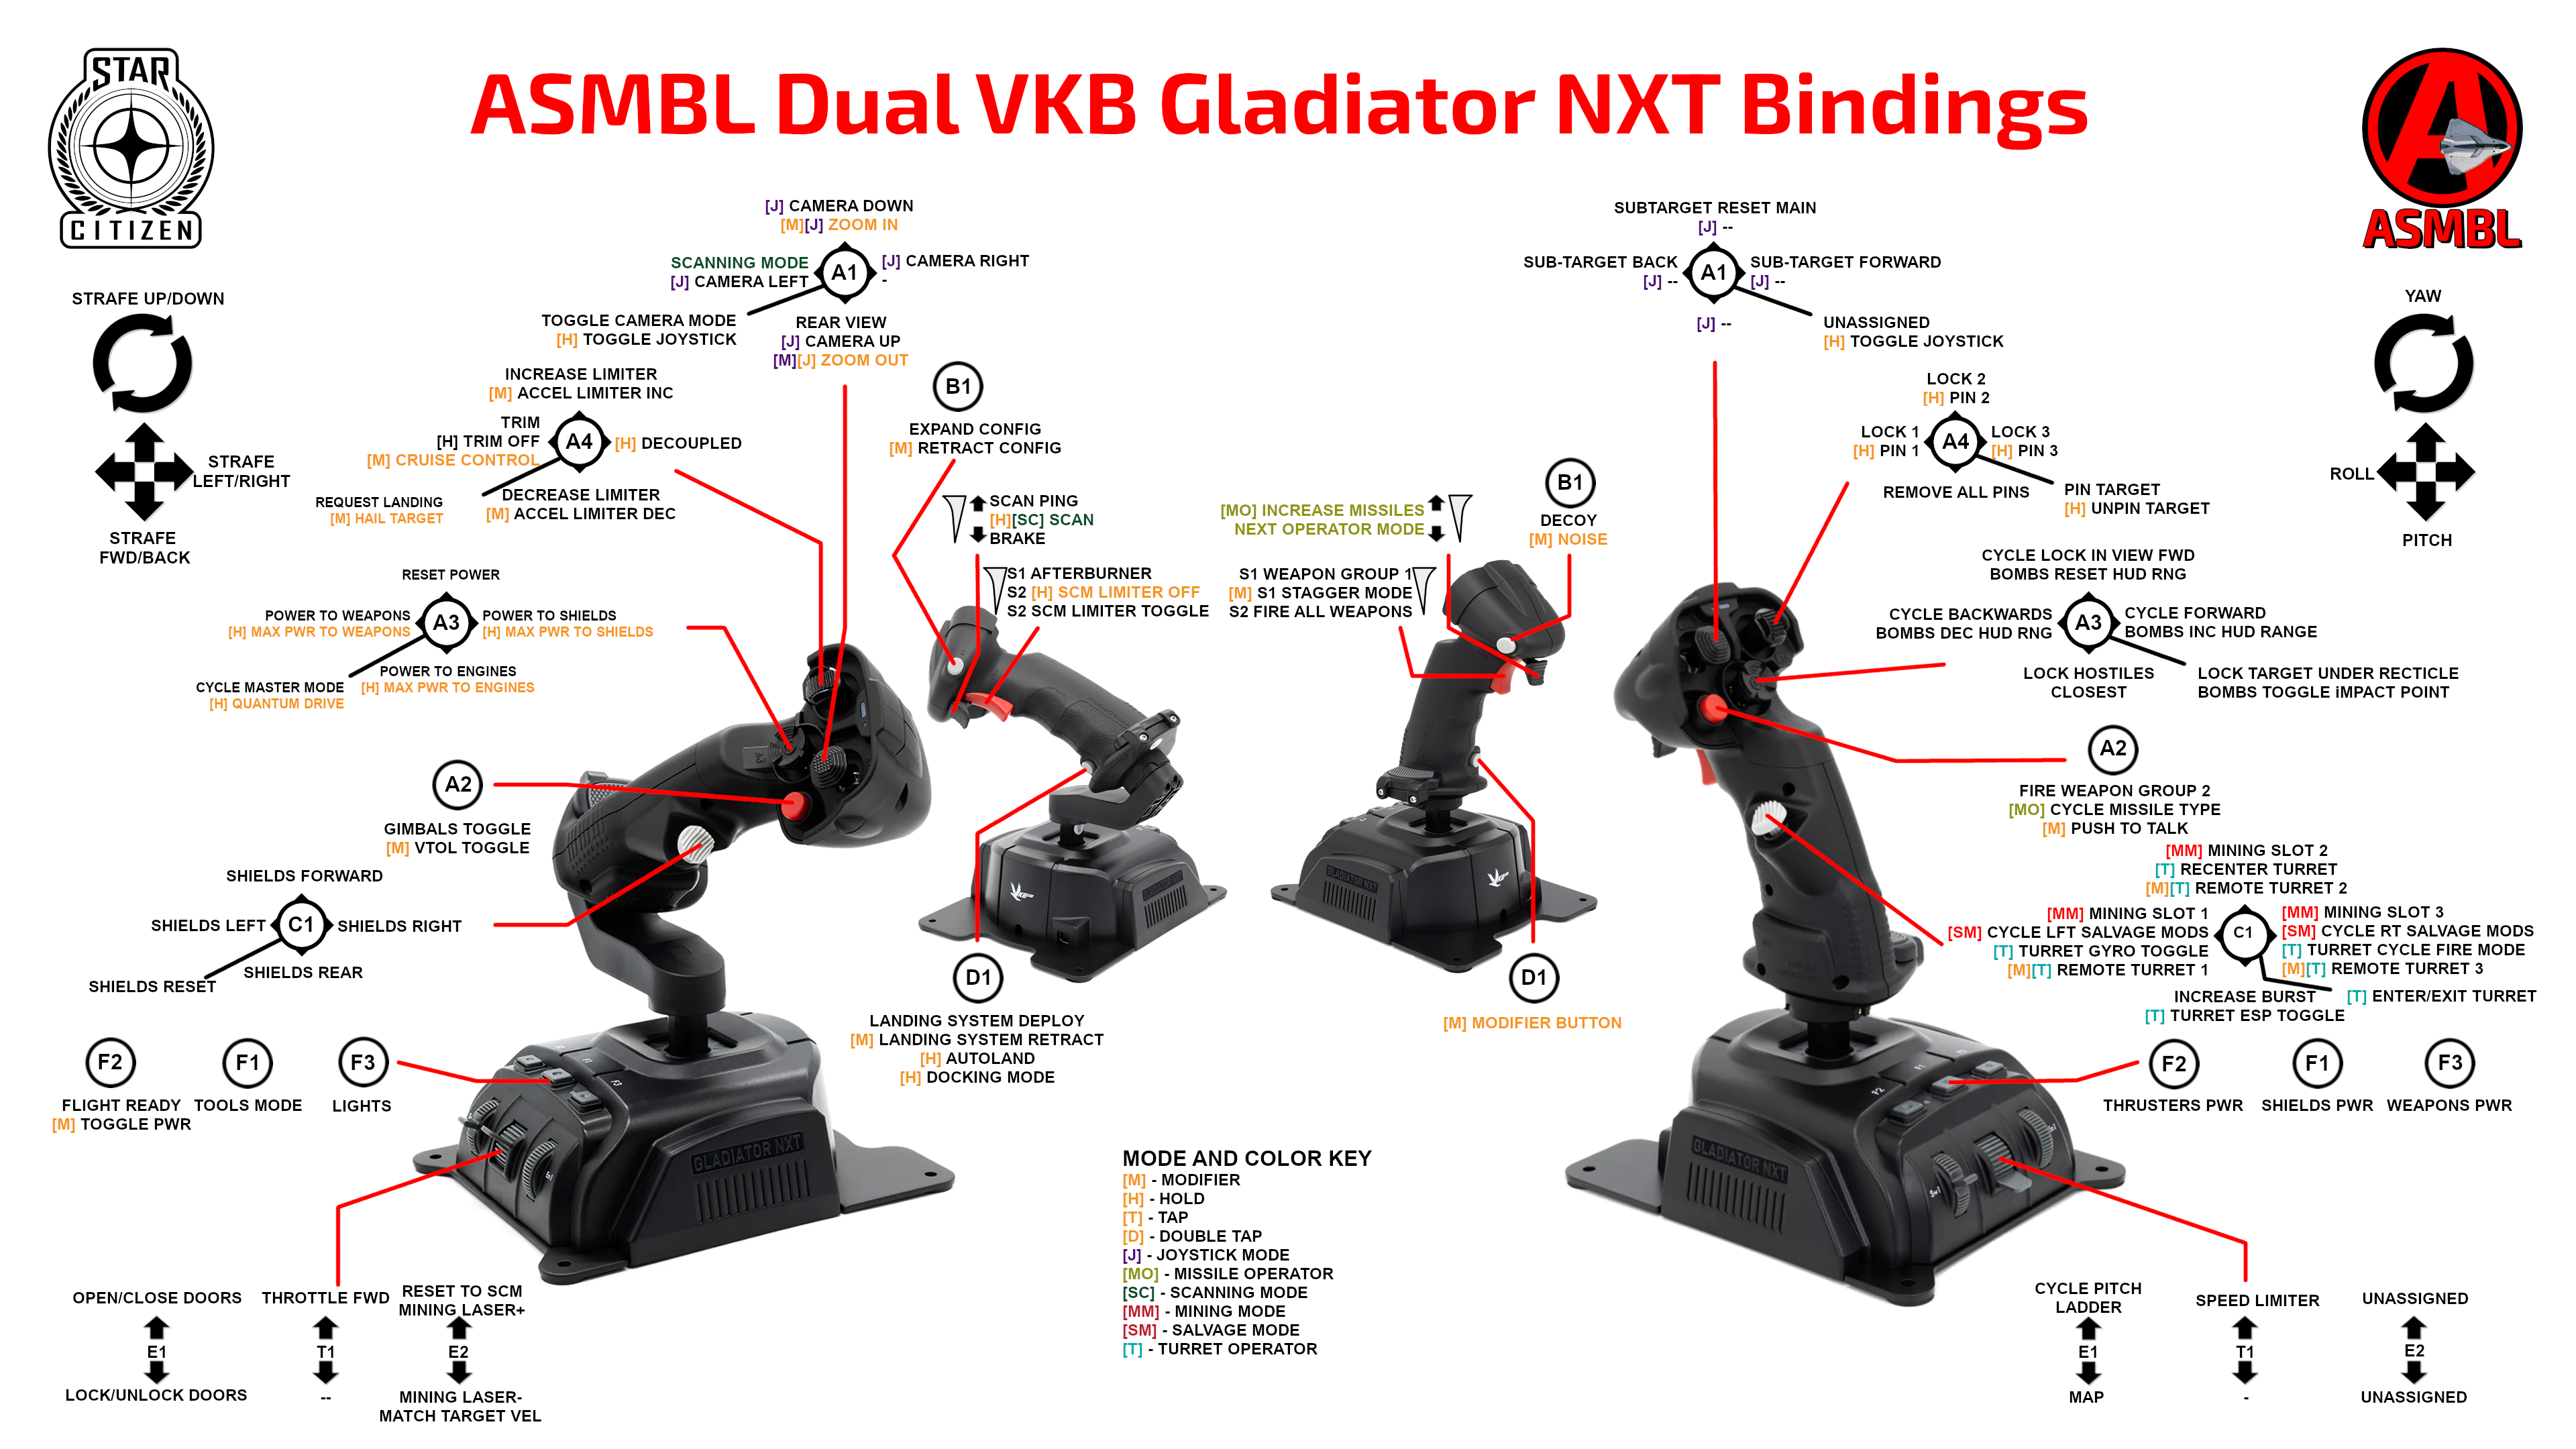 STAR
CITIZEN
ASMBL Dual VKB Gladiator NXT Bindings
ASMBL
STRAFE UP/DOWN
STRAFE
LEFT/RIGHT
STRAFE
FWD/BACK
[J] CAMERA DOWN
[M][J] ZOOM IN
SCANNING MODE
[J] CAMERA LEFT
A1
[J] CAMERA RIGHT
-
TOGGLE CAMERA MODE
[H] TOGGLE JOYSTICK
REAR VIEW
[J] CAMERA UP
[M][J] ZOOM OUT
INCREASE LIMITER
[M] ACCEL LIMITER INC
TRIM
[H] TRIM OFF
[M] CRUISE CONTROL
A4
[H] DECOUPLED
REQUEST LANDING
[M] HAIL TARGET
DECREASE LIMITER
[M] ACCEL LIMITER DEC
B1
EXPAND CONFIG
[M] RETRACT CONFIG
SCAN PING
[H][SC] SCAN
BRAKE
S1 AFTERBURNER
S2 [H] SCM LIMITER OFF
S2 SCM LIMITER TOGGLE
RESET POWER
POWER TO WEAPONS
[H] MAX PWR TO WEAPONS
A3
POWER TO SHIELDS
[H] MAX PWR TO SHIELDS
POWER TO ENGINES
[H] MAX PWR TO ENGINES
CYCLE MASTER MODE
[H] QUANTUM DRIVE
A2
GIMBALS TOGGLE
[M] VTOL TOGGLE
SHIELDS FORWARD
SHIELDS LEFT
C1
SHIELDS RIGHT
SHIELDS REAR
SHIELDS RESET
F2
FLIGHT READY
[M] TOGGLE PWR
F1
TOOLS MODE
F3
LIGHTS
D1
LANDING SYSTEM DEPLOY
[M] LANDING SYSTEM RETRACT
[H] AUTOLAND
[H] DOCKING MODE
OPEN/CLOSE DOORS
E1
LOCK/UNLOCK DOORS
THROTTLE FWD
T1
--
RESET TO SCM
MINING LASER+
E2
MINING LASER-
MATCH TARGET VEL
GLADIATOR NXT
GLADIATOR NXT
GLADIATOR NXT
GLADIATOR NXT
MODE AND COLOR KEY
[M] - MODIFIER
[H] - HOLD
[T] - TAP
[D] - DOUBLE TAP
[J] - JOYSTICK MODE
[MO] - MISSILE OPERATOR
[SC] - SCANNING MODE
[MM] - MINING MODE
[SM] - SALVAGE MODE
[T] - TURRET OPERATOR
SUBTARGET RESET MAIN
[J] --
SUB-TARGET BACK
[J] --
A1
SUB-TARGET FORWARD
[J] --
[J] --
UNASSIGNED
[H] TOGGLE JOYSTICK
YAW
ROLL
PITCH
LOCK 2
[H] PIN 2
LOCK 1
[H] PIN 1
A4
LOCK 3
[H] PIN 3
REMOVE ALL PINS
PIN TARGET
[H] UNPIN TARGET
[MO] INCREASE MISSILES
NEXT OPERATOR MODE
B1
DECOY
[M] NOISE
S1 WEAPON GROUP 1
[M] S1 STAGGER MODE
S2 FIRE ALL WEAPONS
CYCLE LOCK IN VIEW FWD
BOMBS RESET HUD RNG
CYCLE BACKWARDS
BOMBS DEC HUD RNG
A3
CYCLE FORWARD
BOMBS INC HUD RANGE
LOCK HOSTILES
CLOSEST
LOCK TARGET UNDER RECTICLE
BOMBS TOGGLE iMPACT POINT
A2
FIRE WEAPON GROUP 2
[MO] CYCLE MISSILE TYPE
[M] PUSH TO TALK
[MM] MINING SLOT 2
[T] RECENTER TURRET
[M][T] REMOTE TURRET 2
[MM] MINING SLOT 1
[SM] CYCLE LFT SALVAGE MODS
[T] TURRET GYRO TOGGLE
[M][T] REMOTE TURRET 1
C1
[MM] MINING SLOT 3
[SM] CYCLE RT SALVAGE MODS
[T] TURRET CYCLE FIRE MODE
[M][T] REMOTE TURRET 3
INCREASE BURST
[T] TURRET ESP TOGGLE
[T] ENTER/EXIT TURRET
D1
[M] MODIFIER BUTTON
F2
THRUSTERS PWR
F1
SHIELDS PWR
F3
WEAPONS PWR
CYCLE PITCH
LADDER
E1
MAP
SPEED LIMITER
T1
-
UNASSIGNED
E2
UNASSIGNED